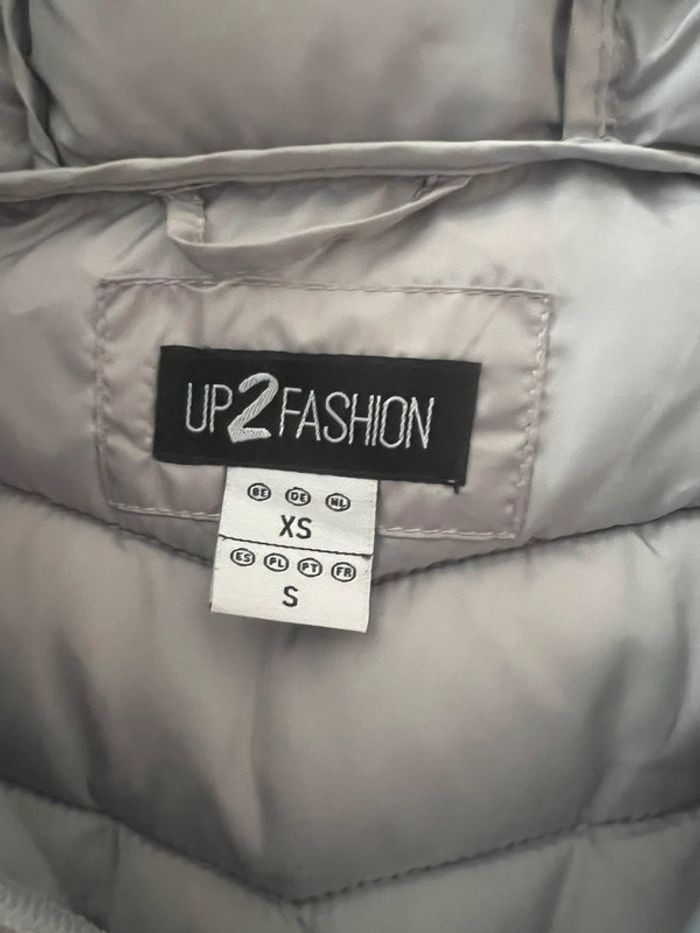 UP2FASHION
BE DE NL
XS
ES PL PT FR
S